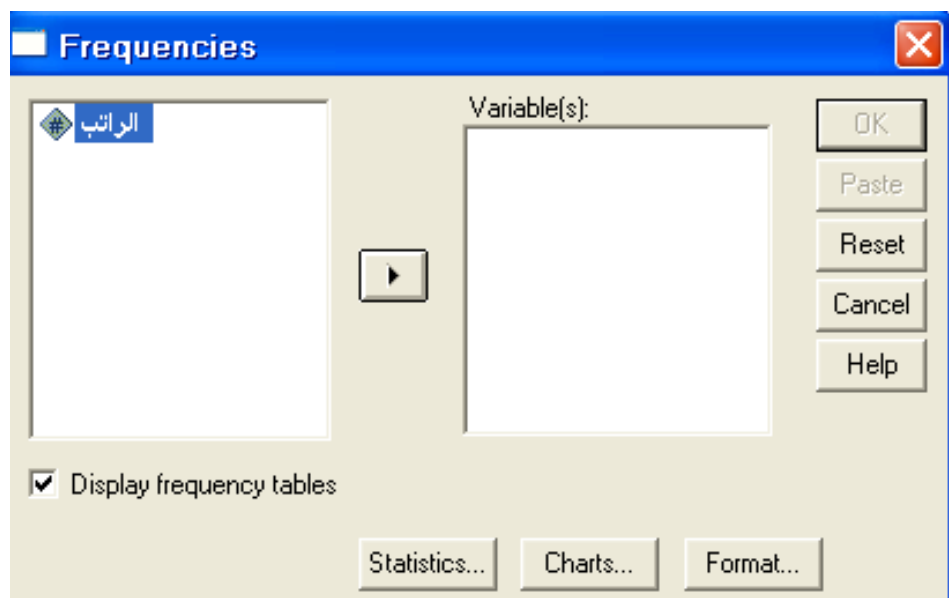 Frequencies
الراتب
Variable(s):
OK
Paste
Reset
Cancel
Help
Display frequency tables
Statistics...
Charts...
Format...